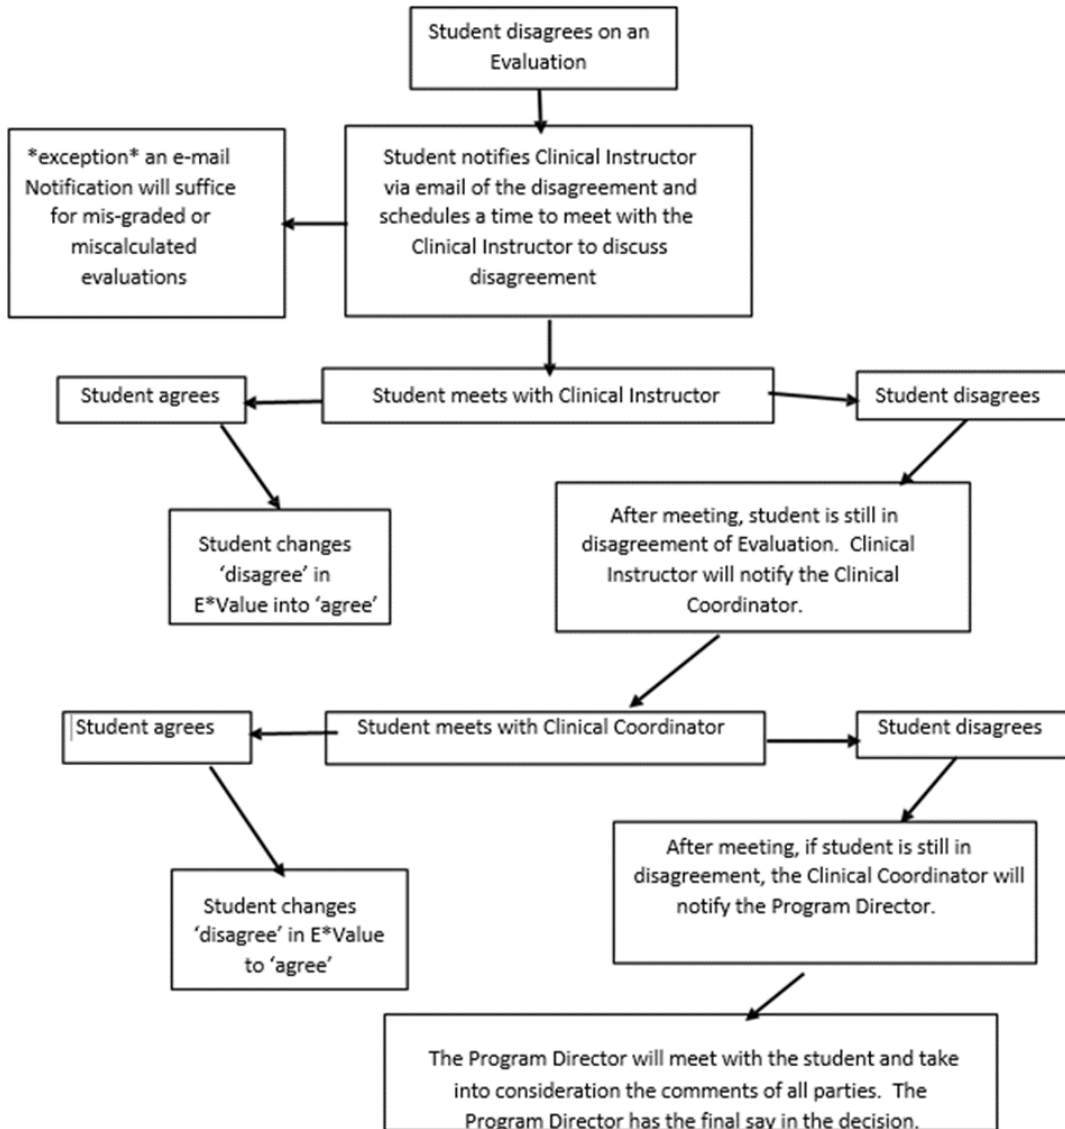 Student disagrees on an
Evaluation
*exception* an e-mail
Notification will suffice
for mis-graded or
miscalculated
evaluations
Student notifies Clinical Instructor
via email of the disagreement and
schedules a time to meet with the
Clinical Instructor to discuss
disagreement
Student agrees
Student meets with Clinical Instructor
Student disagrees
Student changes
‘disagree’ in
E*Value into ‘agree’
After meeting, student is still in
disagreement of Evaluation.  Clinical
Instructor will notify the Clinical
Coordinator.
Student agrees
Student meets with Clinical Coordinator
Student disagrees
Student changes
‘disagree’ in E*Value
to ‘agree’
After meeting, if student is still in
disagreement, the Clinical Coordinator will
notify the Program Director.
The Program Director will meet with the student and take
into consideration the comments of all parties.  The
Program Director has the final say in the decision.